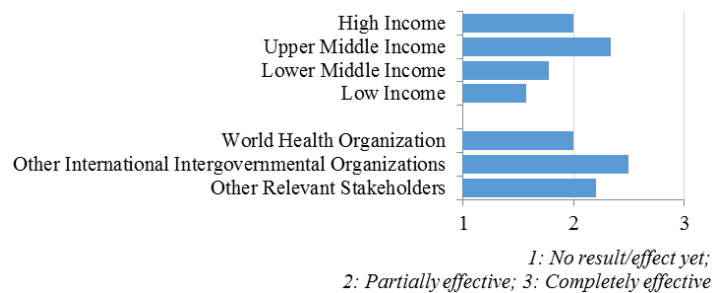 High Income
Upper Middle Income
Lower Middle Income
Low Income
World Health Organization
Other International Intergovernmental Organizations
Other Relevant Stakeholders
1 2 3
1: No result/effect yet;
2: Partially effective; 3: Completely effective